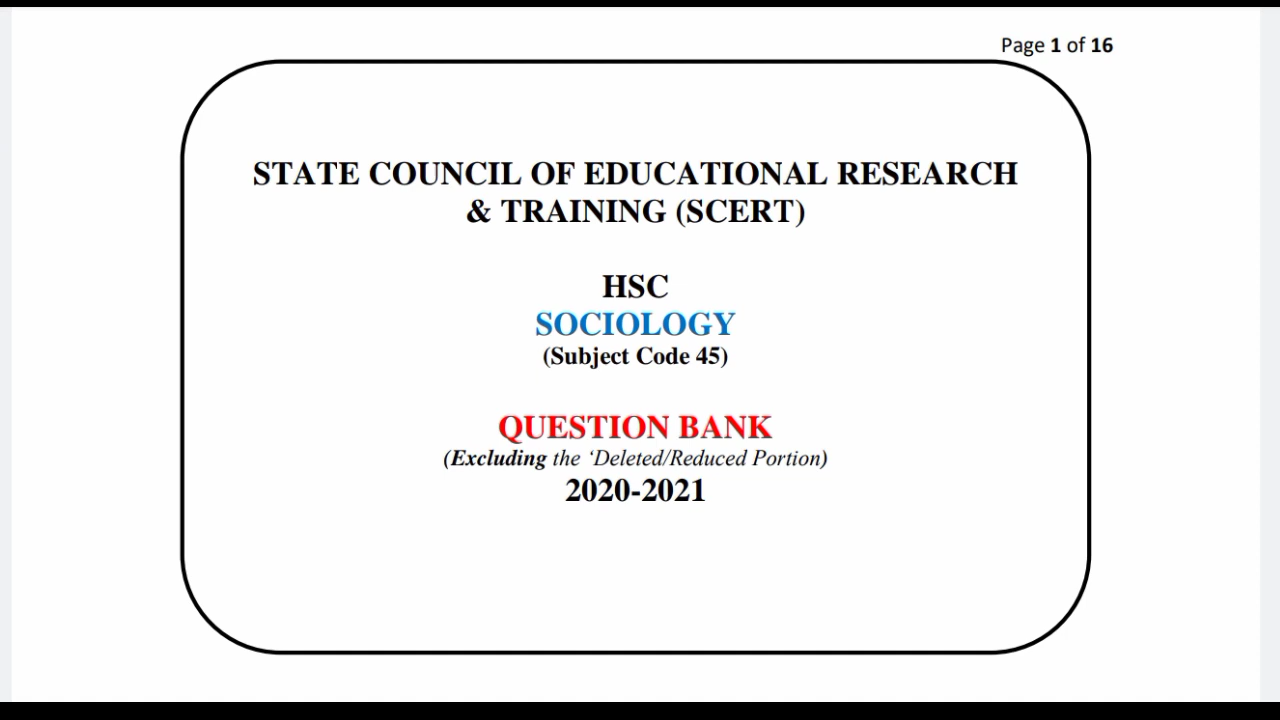 Page 1 of 16
STATE COUNCIL OF EDUCATIONAL RESEARCH
& TRAINING (SCERT)
HSC
SOCIOLOGY
(Subject Code 45)
QUESTION BANK
(Excluding the ‘Deleted/Reduced Portion)
2020-2021